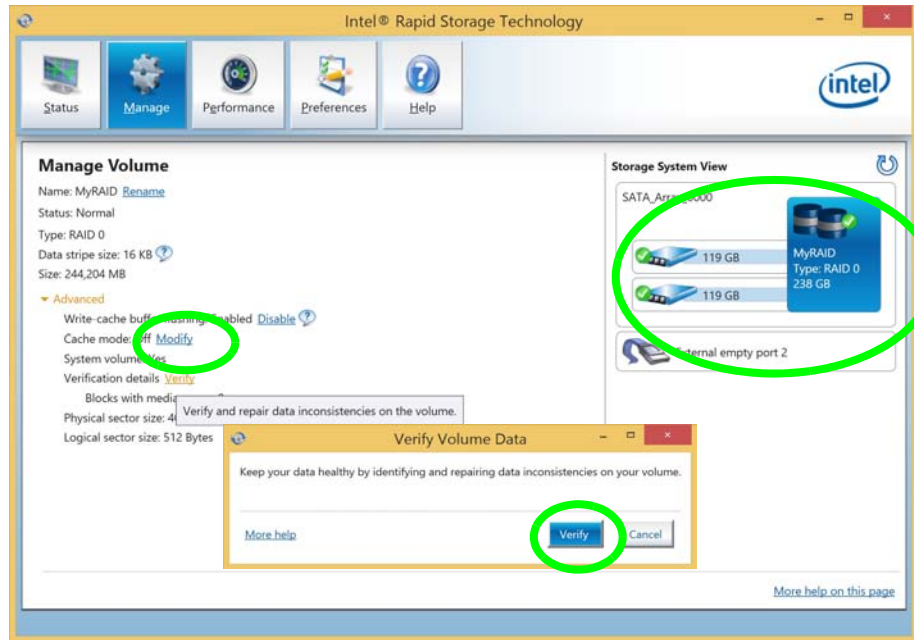 Intel® Rapid Storage Technology
Status Manage Performance Preferences Help
intel
Manage Volume
Name: MyRAID Rename
Status: Normal
Type: RAID 0
Data stripe size: 16 KB
Size: 244,204 MB
Advanced
Write-cache Enabled Disable
Cache mode: Off Modify
System volume: Yes
Verification details Verify
Blocks with media
Physical sector size:
Logical sector size: 512 Bytes
Verify and repair data inconsistencies on the volume.
Verify Volume Data
Keep your data healthy by identifying and repairing data inconsistencies on your volume.
More help
Verify Cancel
Storage System View
SATA_Array_0000
119 GB
119 GB
MyRAID
Type: RAID 0
238 GB
External empty port 2
More help on this page